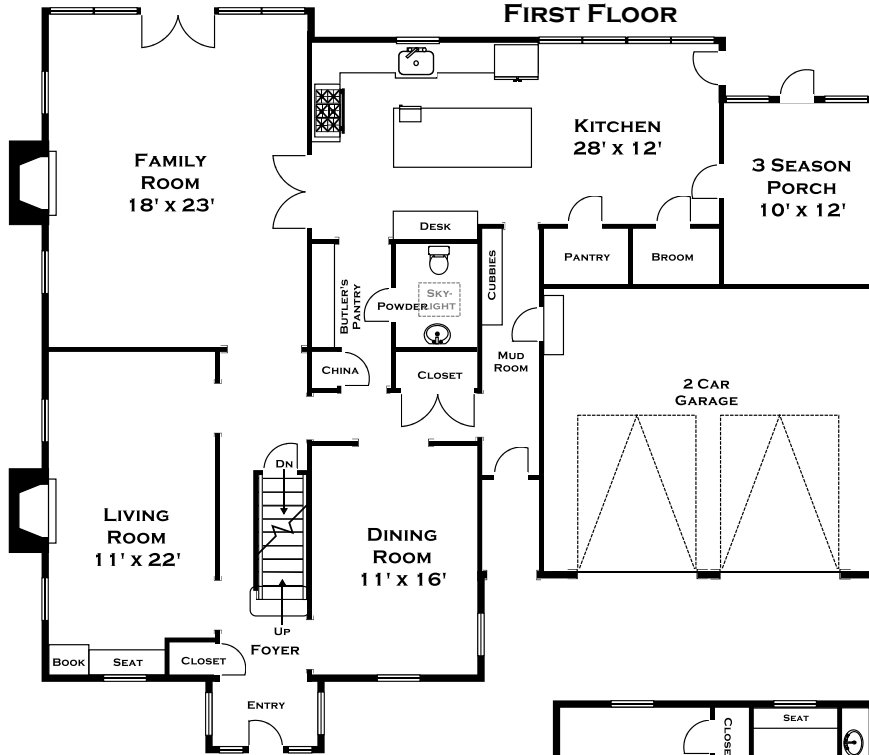 FIRST FLOOR
FAMILY
ROOM
18' X 23'
KITCHEN
28' X 12'
3 SEASON
PORCH
10' X 12'
DESK
PANTRY
BROOM
CUBBIES
BUTLER'S
PANTRY
POWDER
SKY-
LIGHT
CHINA
CLOSET
MUD
ROOM
2 CAR
GARAGE
DN
LIVING
ROOM
11' X 22'
DINING
ROOM
11' X 16'
UP
FOYER
BOOK
SEAT
CLOSET
ENTRY
SEAT